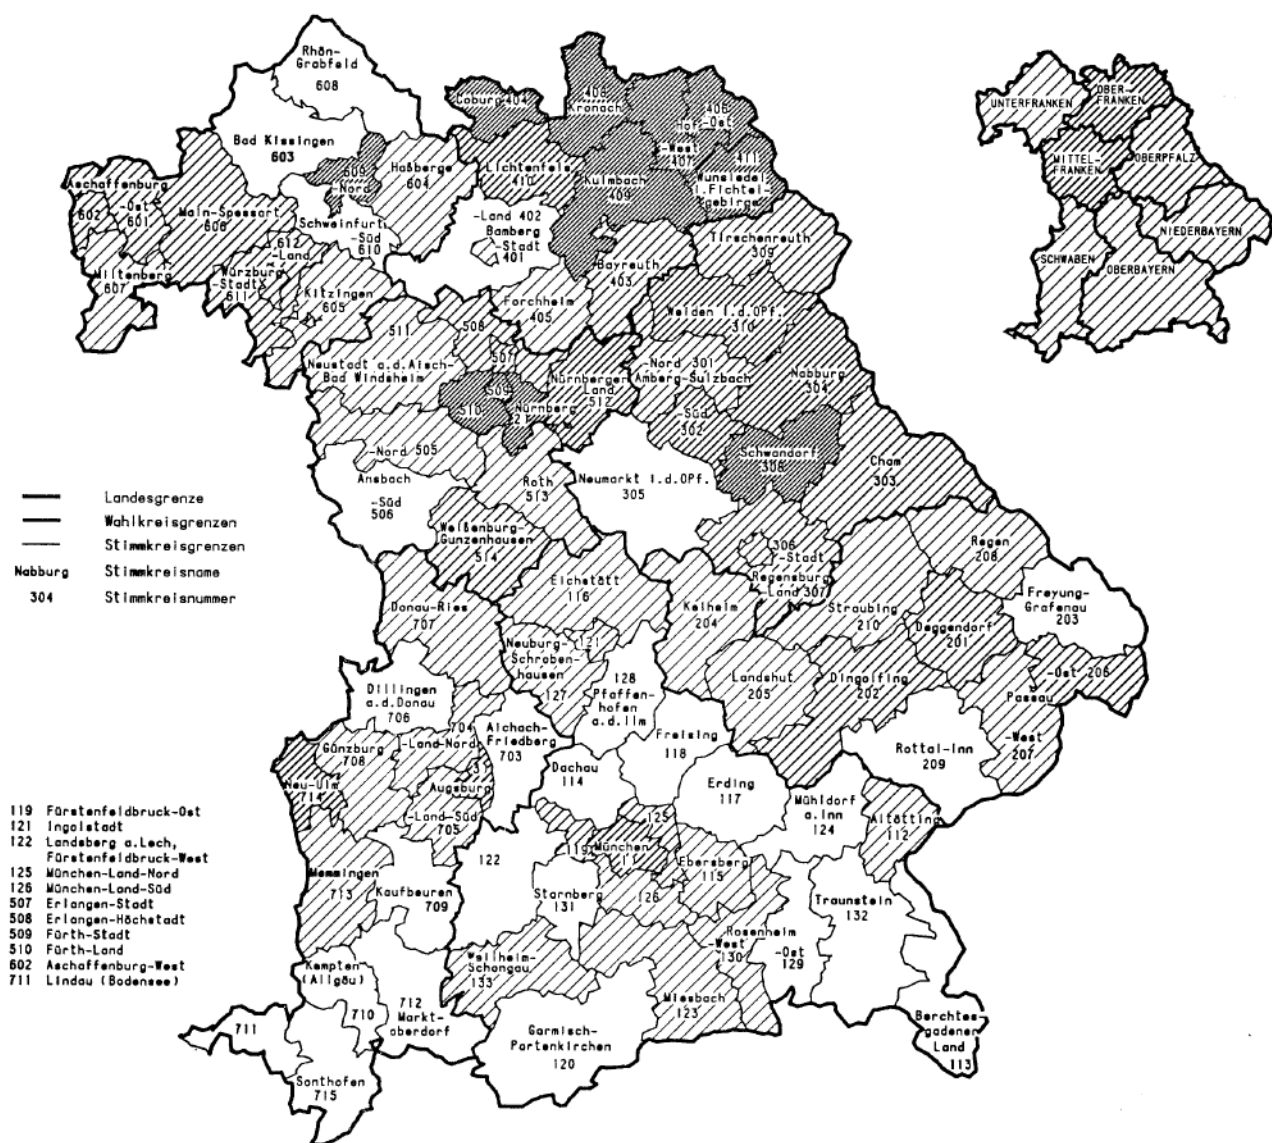 Rhön-
Grabfeld
608
Bad Kissingen
603
609
-Nord
Haßberge
604
Schweinfurt
-Süd
610
Aschaffenburg
602
-Ost
601
Main-Spessart
606
Miltenberg
607
612
-Land
Würzburg
-Stadt
611
Kitzingen
605
Coburg 404
Kronach
Lichtenfels
410
Kulmbach
409
Hof
-West
407
406
-Ost
411
Wunsiedel
i.Fichtel-
gebirge
-Land 402
Bamberg
-Stadt
401
Bayreuth
403
Forchheim
405
Tirschenreuth
309
Weiden i.d.OPf.
310
-Nord 301
Amberg-Sulzbach
-Süd
302
Nabburg
304
Schwandorf
308
Cham
303
Neumarkt i.d.OPf.
305
306
-Stadt
Regensburg
-Land 307
511
Neustadt a.d.Aisch-
Bad Windsheim
508
507
509
510
Nürnberg
Nürnberger
Land
512
-Nord 505
Ansbach
-Süd
506
Roth
513
Weißenburg-
Gunzenhausen
514
Eichstätt
116
Kelheim
204
Straubing
210
Regen
208
Freyung-
Grafenau
203
Deggendorf
201
Dingolfing
202
Landshut
205
-Ost 206
Passau
-West
207
Rottal-Inn
209
Donau-Ries
707
Neuburg-
Schroben-
hausen
127
121
128
Pfaffen-
hofen
a.d.Ilm
Dillingen
a.d.Donau
706
704
-Land-Nord
Aichach-
Friedberg
703
Günzburg
708
Neu-Ulm
714
Augsburg
-Land-Süd
705
Freising
118
Dachau
114
Erding
117
Mühldorf
a.Inn
124
Altötting
112
125
119
München
Ebersberg
115
126
122
Starnberg
131
Memmingen
713
Kaufbeuren
709
Traunstein
132
Rosenheim
-West
130
-Ost
129
Weilheim-
Schongau
133
Miesbach
123
Kempten
(Allgäu)
710
712
Markt-
oberdorf
711
Sonthofen
715
Garmisch-
Partenkirchen
120
Berchtes-
gadener
Land
113
UNTERFRANKEN
OBER-
FRANKEN
MITTEL-
FRANKEN
OBERPFALZ
NIEDERBAYERN
SCHWABEN
OBERBAYERN
Landesgrenze
Wahlkreisgrenzen
Stimmkreisgrenzen
Nabburg Stimmkreisname
304 Stimmkreisnummer
119 Fürstenfeldbruck-Ost
121 Ingolstadt
122 Landsberg a.Lech,
Fürstenfeldbruck-West
125 München-Land-Nord
126 München-Land-Süd
507 Erlangen-Stadt
508 Erlangen-Höchstadt
509 Fürth-Stadt
510 Fürth-Land
602 Aschaffenburg-West
711 Lindau (Bodensee)